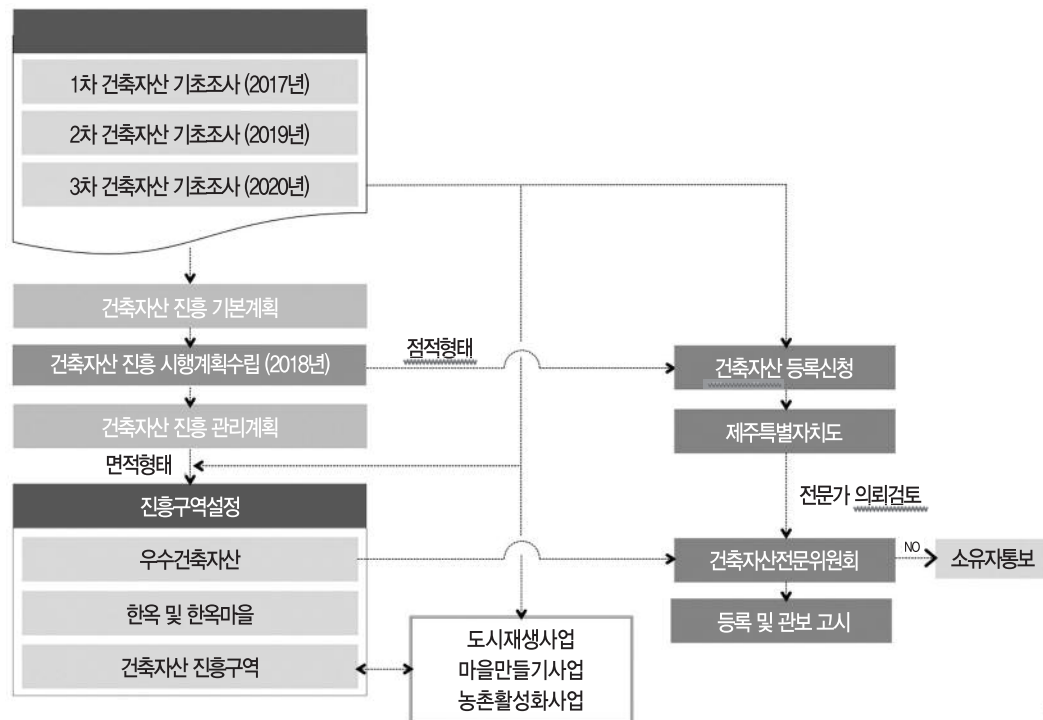 1차 건축자산 기초조사 (2017년)
2차 건축자산 기초조사 (2019년)
3차 건축자산 기초조사 (2020년)
건축자산 진흥 기본계획
건축자산 진흥 시행계획수립 (2018년)
점적형태
건축자산 등록신청
건축자산 진흥 관리계획
제주특별자치도
면적형태
전문가 의뢰검토
진흥구역설정
우수건축자산
건축자산전문위원회
NO
소유자통보
한옥 및 한옥마을
등록 및 관보 고시
건축자산 진흥구역
도시재생사업
마을만들기사업
농촌활성화사업